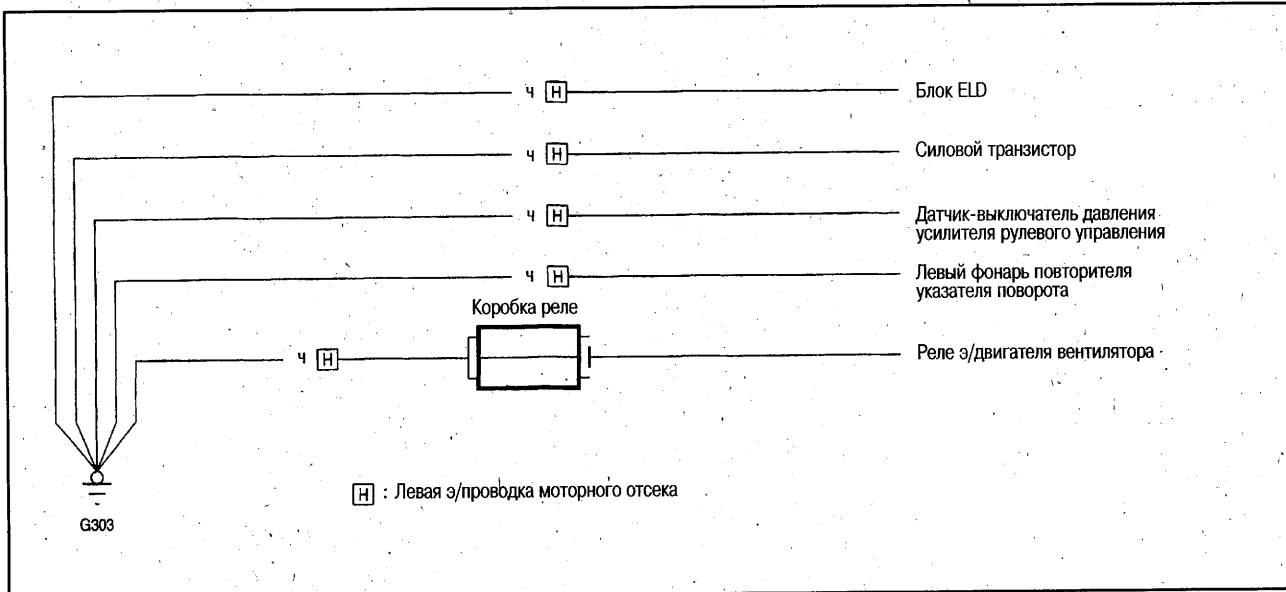 Ч Н Блок ELD
Ч Н Силовой транзистор
Ч Н Датчик-выключатель давления
усилителя рулевого управления
Ч Н Левый фонарь повторителя
указателя поворота
Коробка реле
Ч Н Реле э/двигателя вентилятора
Н : Левая э/проводка моторного отсека
G303